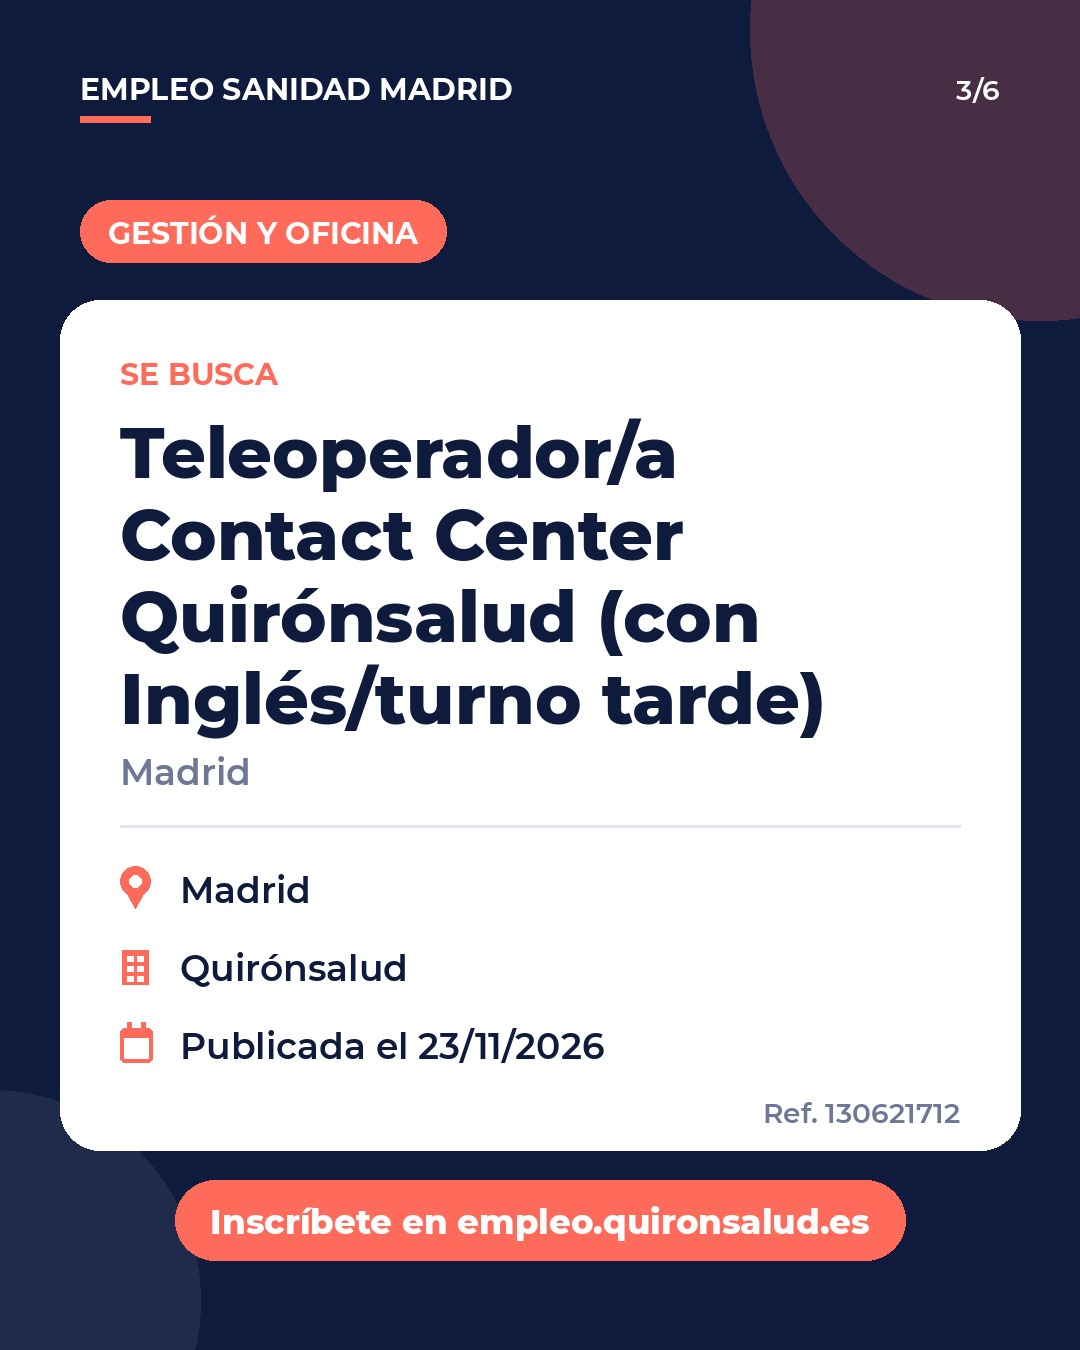 EMPLEO SANIDAD MADRID
3/6
GESTIÓN Y OFICINA
SE BUSCA
Teleoperador/a
Contact Center
Quirónsalud (con
Inglés/turno tarde)
Madrid
Madrid
Quirónsalud
Publicada el 23/11/2026
Ref. 130621712
Inscríbete en empleo.quironsalud.es